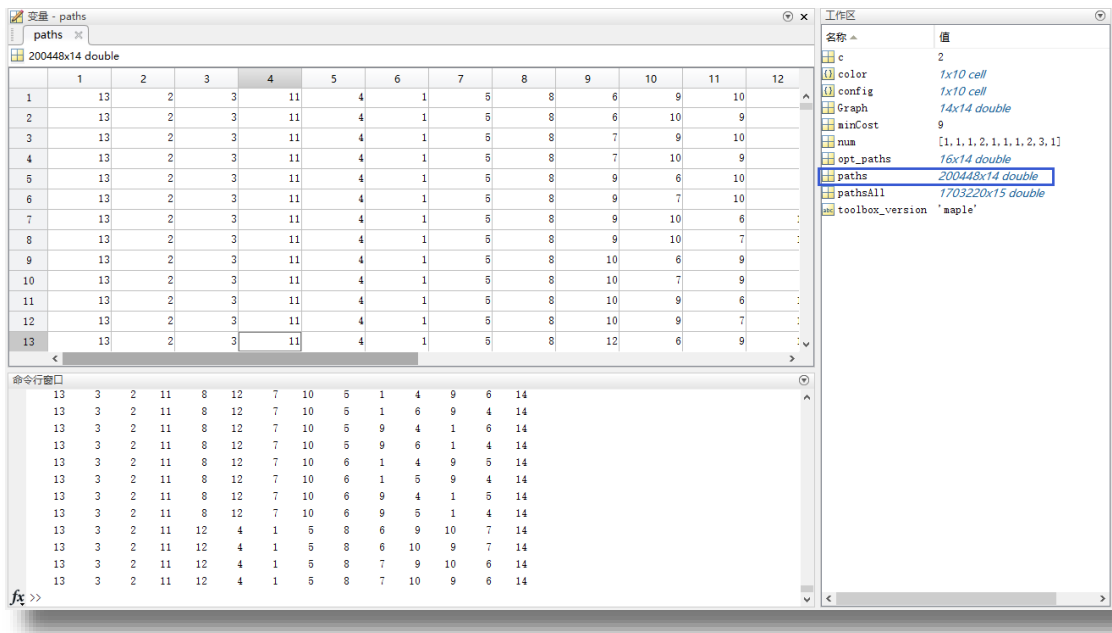 变量 - paths
paths
200448x14 double
1 2 3 4 5 6 7 8 9 10 11 12
1 13 2 3 11 4 1 5 8 6 9 10
2 13 2 3 11 4 1 5 8 6 10 9
3 13 2 3 11 4 1 5 8 7 9 10
4 13 2 3 11 4 1 5 8 7 10 9
5 13 2 3 11 4 1 5 8 9 6 10
6 13 2 3 11 4 1 5 8 9 7 10
7 13 2 3 11 4 1 5 8 9 10 6
8 13 2 3 11 4 1 5 8 9 10 7
9 13 2 3 11 4 1 5 8 10 6 9
10 13 2 3 11 4 1 5 8 10 7 9
11 13 2 3 11 4 1 5 8 10 9 6
12 13 2 3 11 4 1 5 8 10 9 7
13 13 2 3 11 4 1 5 8 12 6 9
命令行窗口
13 3 2 11 8 12 7 10 5 1 4 9 6 14
13 3 2 11 8 12 7 10 5 1 6 9 4 14
13 3 2 11 8 12 7 10 5 9 4 1 6 14
13 3 2 11 8 12 7 10 5 9 6 1 4 14
13 3 2 11 8 12 7 10 6 1 4 9 5 14
13 3 2 11 8 12 7 10 6 1 5 9 4 14
13 3 2 11 8 12 7 10 6 9 4 1 5 14
13 3 2 11 8 12 7 10 6 9 5 1 4 14
13 3 2 11 12 4 1 5 8 6 9 10 7 14
13 3 2 11 12 4 1 5 8 6 10 9 7 14
13 3 2 11 12 4 1 5 8 7 9 10 6 14
13 3 2 11 12 4 1 5 8 7 10 9 6 14
fx >>
工作区
名称 值
c 2
color 1x10 cell
config 1x10 cell
Graph 14x14 double
minCost 9
num [1,1,1,2,1,1,1,2,3,1]
opt_paths 16x14 double
paths 200448x14 double
pathsAll 1703220x15 double
toolbox_version 'maple'